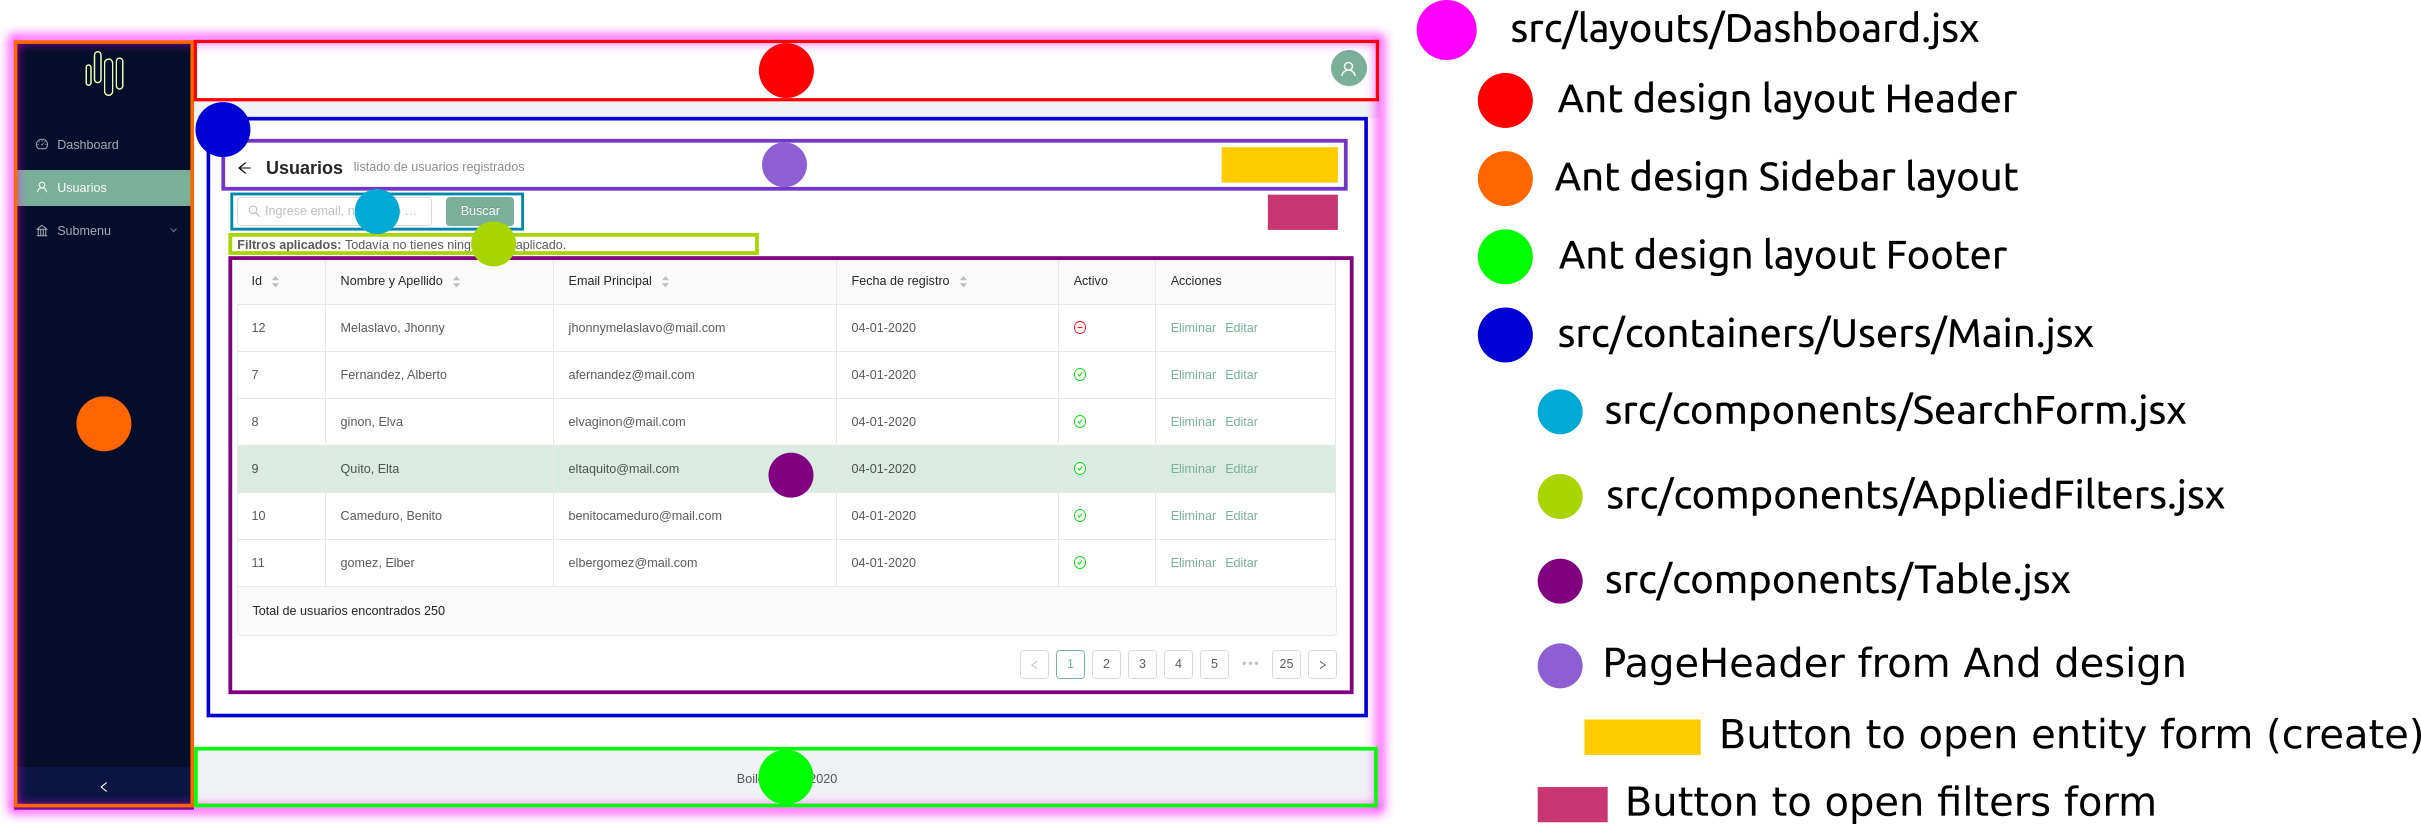 Dashboard
Usuarios
Submenu
Usuarios listado de usuarios registrados
Ingrese email, n ...
Buscar
Filtros aplicados: Todavía no tienes aplicado.
Id Nombre y Apellido Email Principal Fecha de registro Activo Acciones
12 Melaslavo, Jhonny jhonnymelaslavo@mail.com 04-01-2020 Eliminar Editar
7 Fernandez, Alberto afernandez@mail.com 04-01-2020 Eliminar Editar
8 ginon, Elva elvaginon@mail.com 04-01-2020 Eliminar Editar
9 Quito, Elta eltaquito@mail.com 04-01-2020 Eliminar Editar
10 Cameduro, Benito benitocameduro@mail.com 04-01-2020 Eliminar Editar
11 gomez, Elber elbergomez@mail.com 04-01-2020 Eliminar Editar
Total de usuarios encontrados 250
1 2 3 4 5 ••• 25
2020
src/layouts/Dashboard.jsx
Ant design layout Header
Ant design Sidebar layout
Ant design layout Footer
src/containers/Users/Main.jsx
src/components/SearchForm.jsx
src/components/AppliedFilters.jsx
src/components/Table.jsx
PageHeader from And design
Button to open entity form (create)
Button to open filters form